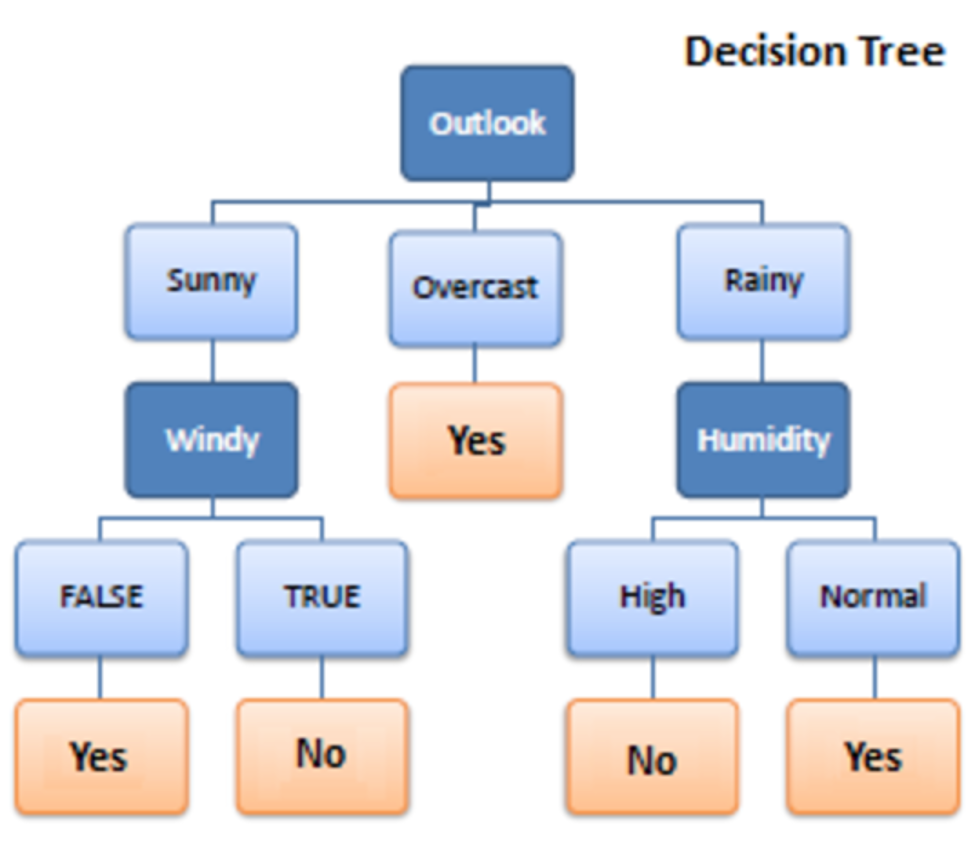 Decision Tree
Outlook
Sunny
Overcast
Rainy
Windy
Yes
Humidity
FALSE
TRUE
High
Normal
Yes
No
No
Yes